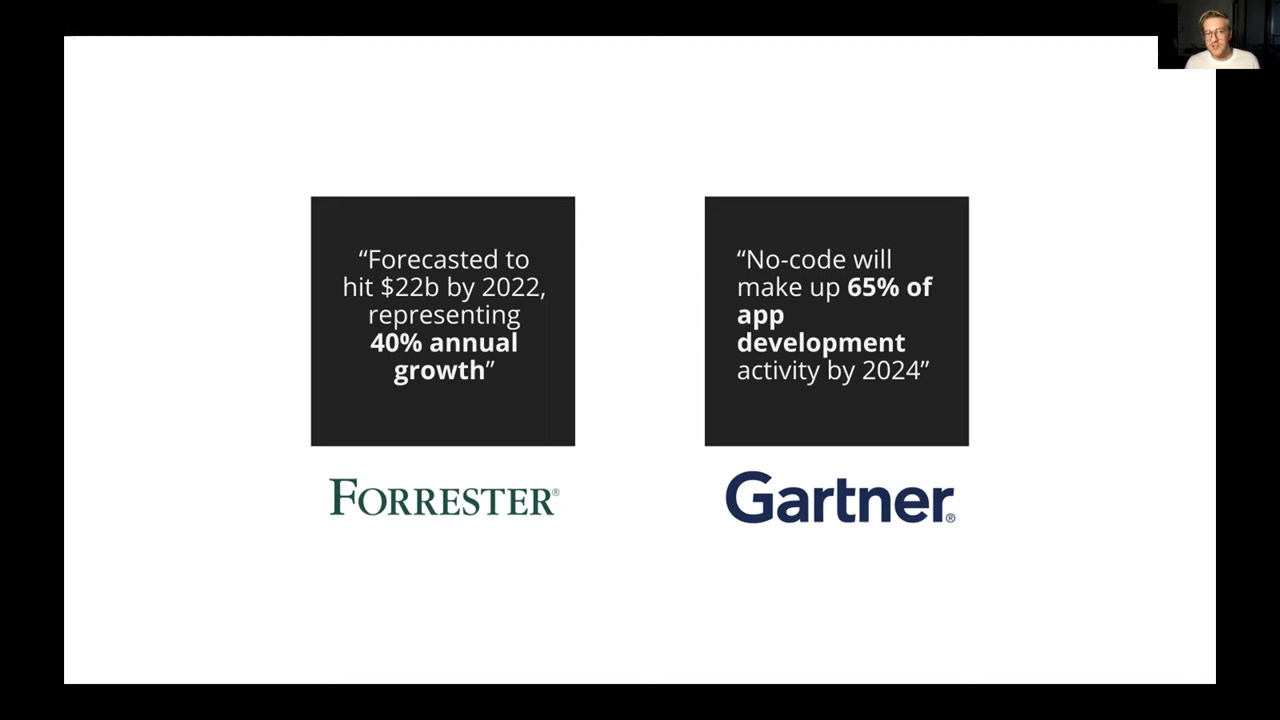 “Forecasted to
hit $22b by 2022,
representing
40% annual
growth”
FORRESTER®
“No-code will
make up 65% of
app
development
activity by 2024”
Gartner®